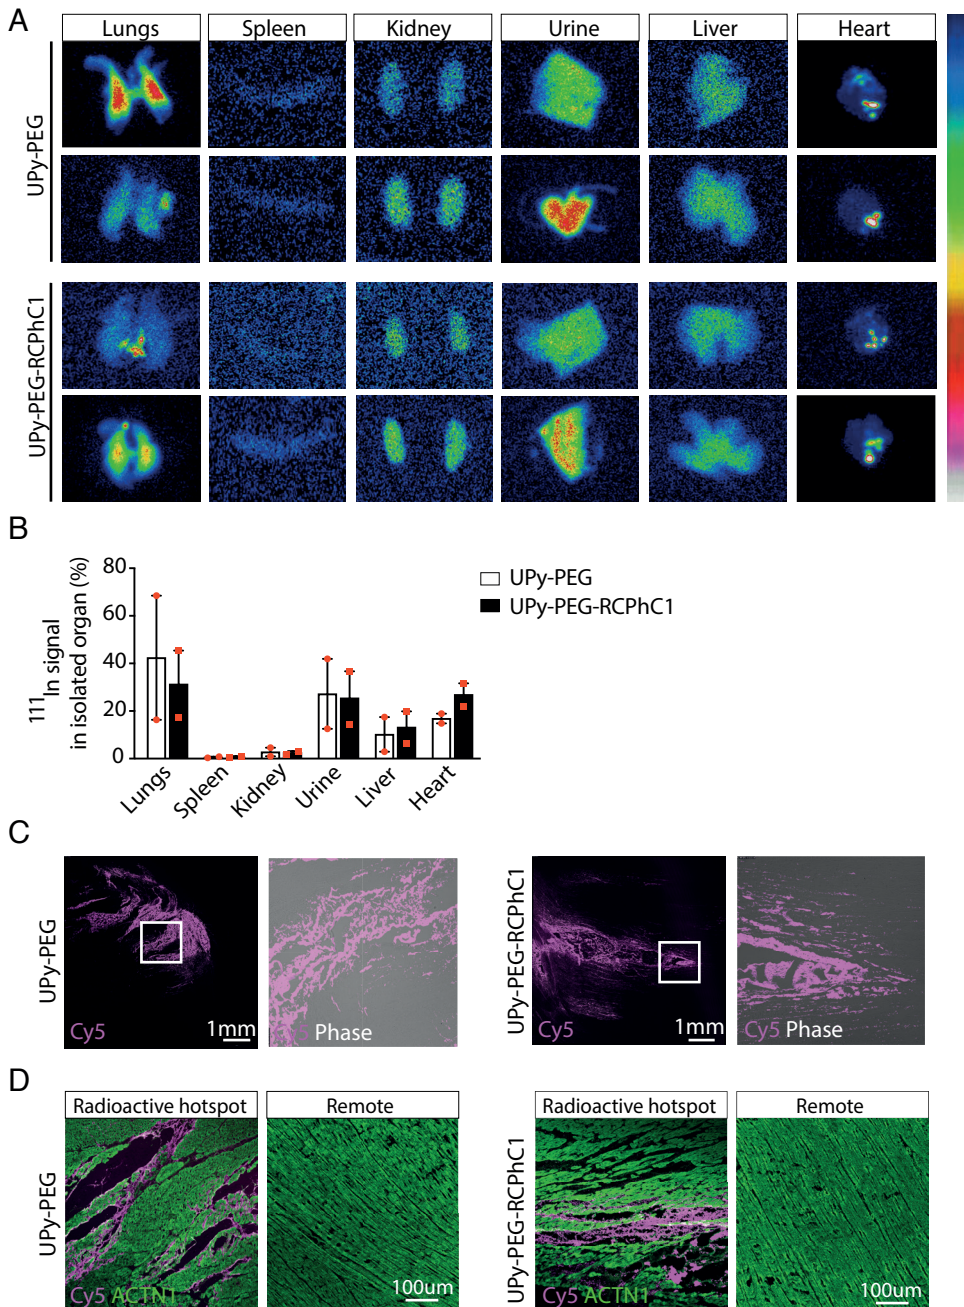 A
Lungs Spleen Kidney Urine Liver Heart
UPy-PEG
UPy-PEG-RCPhC1
B
111In signal
in isolated organ (%)
80
60
40
20
0
Lungs Spleen Kidney Urine Liver Heart
UPy-PEG
UPy-PEG-RCPhC1
C
UPy-PEG
Cy5 1mm
Cy5 Phase
UPy-PEG-RCPhC1
Cy5 1mm
Cy5 Phase
D
Radioactive hotspot Remote
UPy-PEG
Cy5 ACTN1
100um
Radioactive hotspot Remote
UPy-PEG-RCPhC1
Cy5 ACTN1
100um